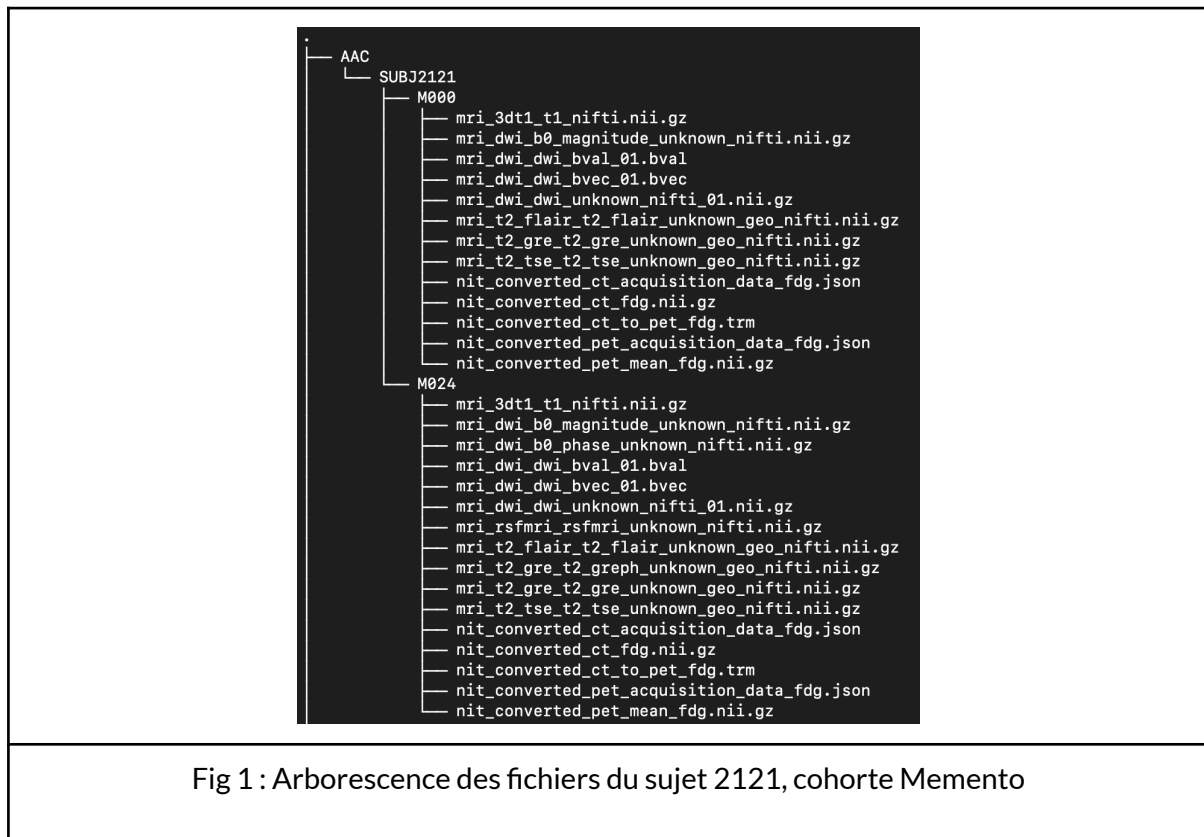 .
├── AAC
│   └── SUBJ2121
│       ├── M000
│       │   ├── mri_3dt1_t1_nifti.nii.gz
│       │   ├── mri_dwi_b0_magnitude_unknown_nifti.nii.gz
│       │   ├── mri_dwi_dwi_bval_01.bval
│       │   ├── mri_dwi_dwi_bvec_01.bvec
│       │   ├── mri_dwi_dwi_unknown_nifti_01.nii.gz
│       │   ├── mri_t2_flair_t2_flair_unknown_geo_nifti.nii.gz
│       │   ├── mri_t2_gre_t2_gre_unknown_geo_nifti.nii.gz
│       │   ├── mri_t2_tse_t2_tse_unknown_geo_nifti.nii.gz
│       │   ├── nit_converted_ct_acquisition_data_fdg.json
│       │   ├── nit_converted_ct_fdg.nii.gz
│       │   ├── nit_converted_ct_to_pet_fdg.trm
│       │   ├── nit_converted_pet_acquisition_data_fdg.json
│       │   └── nit_converted_pet_mean_fdg.nii.gz
│       └── M024
│           ├── mri_3dt1_t1_nifti.nii.gz
│           ├── mri_dwi_b0_magnitude_unknown_nifti.nii.gz
│           ├── mri_dwi_b0_phase_unknown_nifti.nii.gz
│           ├── mri_dwi_dwi_bval_01.bval
│           ├── mri_dwi_dwi_bvec_01.bvec
│           ├── mri_dwi_dwi_unknown_nifti_01.nii.gz
│           ├── mri_rsfmri_rsfmri_unknown_nifti.nii.gz
│           ├── mri_t2_flair_t2_flair_unknown_geo_nifti.nii.gz
│           ├── mri_t2_gre_t2_greph_unknown_geo_nifti.nii.gz
│           ├── mri_t2_gre_t2_gre_unknown_geo_nifti.nii.gz
│           ├── mri_t2_tse_t2_tse_unknown_geo_nifti.nii.gz
│           ├── nit_converted_ct_acquisition_data_fdg.json
│           ├── nit_converted_ct_fdg.nii.gz
│           ├── nit_converted_ct_to_pet_fdg.trm
│           ├── nit_converted_pet_acquisition_data_fdg.json
│           └── nit_converted_pet_mean_fdg.nii.gz
Fig 1 : Arborescence des fichiers du sujet 2121, cohorte Memento